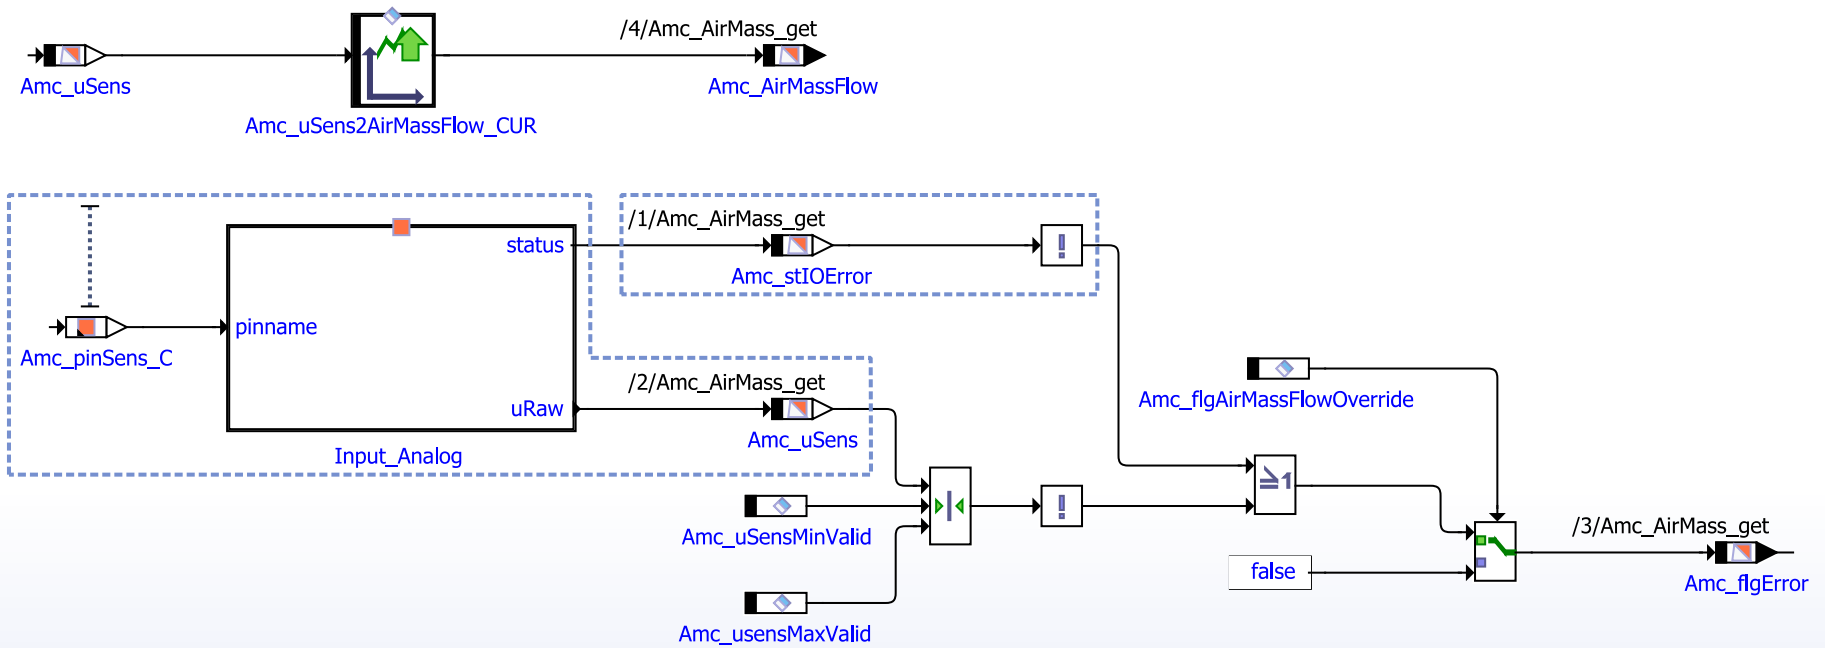 /4/Amc_AirMass_get
Amc_uSens
Amc_AirMassFlow
Amc_uSens2AirMassFlow_CUR
/1/Amc_AirMass_get
status
!
Amc_stIOError
pinname
Amc_pinSens_C
/2/Amc_AirMass_get
uRaw
Amc_flgAirMassFlowOverride
Amc_uSens
Input_Analog
≧1
!
Amc_uSensMinValid
/3/Amc_AirMass_get
false
Amc_flgError
Amc_usensMaxValid